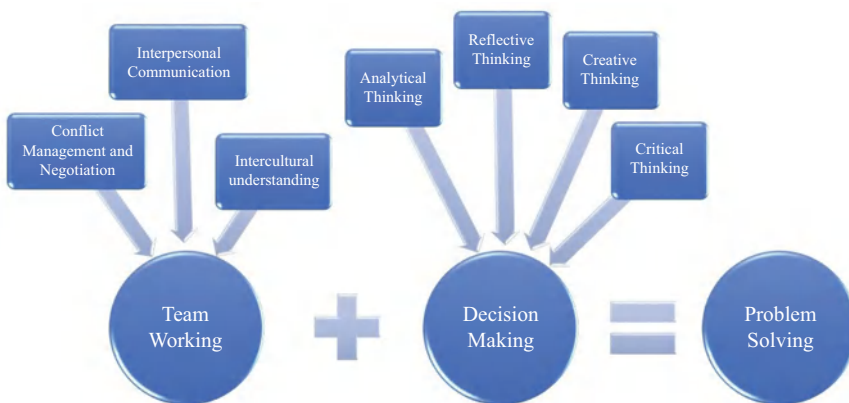 Interpersonal
Communication
Conflict
Management and
Negotiation
Intercultural
understanding
Analytical
Thinking
Reflective
Thinking
Creative
Thinking
Critical
Thinking
Team
Working
Decision
Making
Problem
Solving